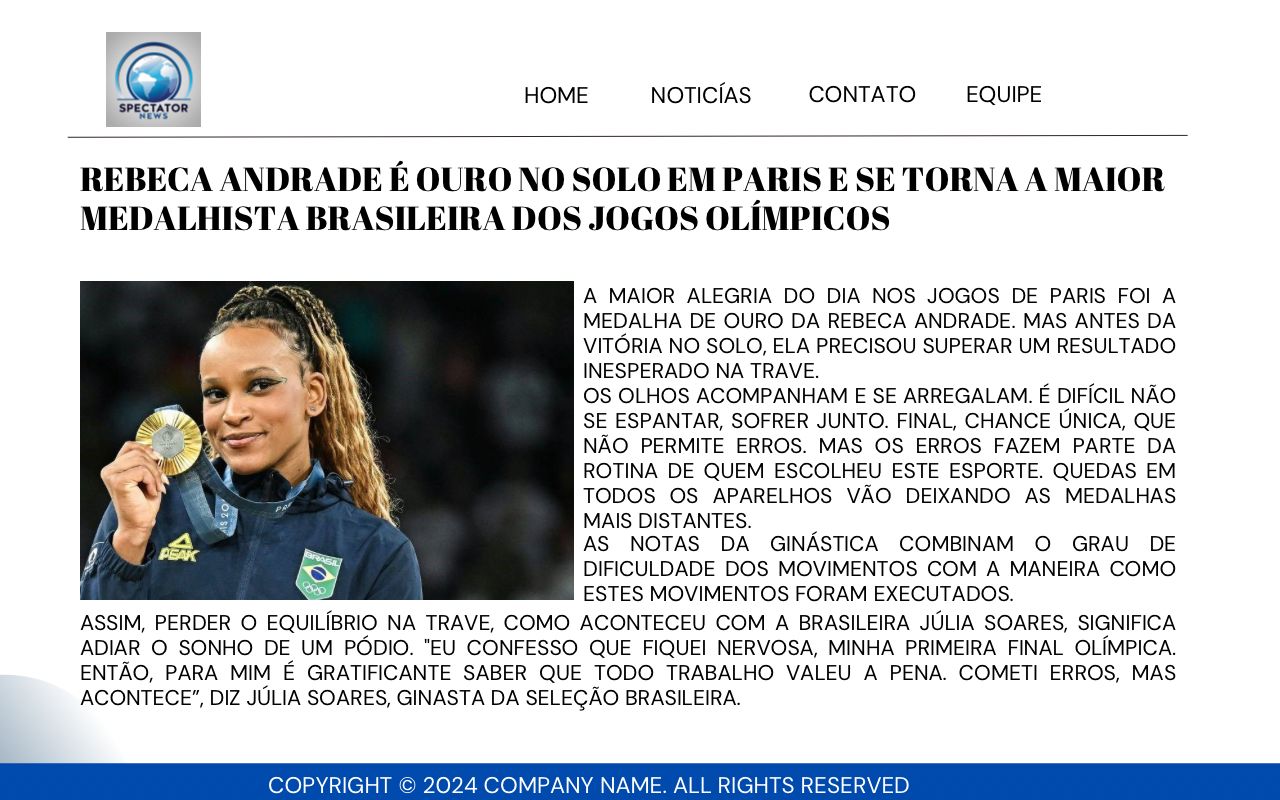 SPECTATOR
NEWS
HOME NOTICÍAS CONTATO EQUIPE
REBECA ANDRADE É OURO NO SOLO EM PARIS E SE TORNA A MAIOR
MEDALHISTA BRASILEIRA DOS JOGOS OLÍMPICOS
A MAIOR ALEGRIA DO DIA NOS JOGOS DE PARIS FOI A
MEDALHA DE OURO DA REBECA ANDRADE. MAS ANTES DA
VITÓRIA NO SOLO, ELA PRECISOU SUPERAR UM RESULTADO
INESPERADO NA TRAVE.
OS OLHOS ACOMPANHAM E SE ARREGALAM. É DIFÍCIL NÃO
SE ESPANTAR, SOFRER JUNTO. FINAL, CHANCE ÚNICA, QUE
NÃO PERMITE ERROS. MAS OS ERROS FAZEM PARTE DA
ROTINA DE QUEM ESCOLHEU ESTE ESPORTE. QUEDAS EM
TODOS OS APARELHOS VÃO DEIXANDO AS MEDALHAS
MAIS DISTANTES.
AS NOTAS DA GINÁSTICA COMBINAM O GRAU DE
DIFICULDADE DOS MOVIMENTOS COM A MANEIRA COMO
ESTES MOVIMENTOS FORAM EXECUTADOS.
PEAK
BRASIL
ASSIM, PERDER O EQUILÍBRIO NA TRAVE, COMO ACONTECEU COM A BRASILEIRA JÚLIA SOARES, SIGNIFICA
ADIAR O SONHO DE UM PÓDIO. "EU CONFESSO QUE FIQUEI NERVOSA, MINHA PRIMEIRA FINAL OLÍMPICA.
ENTÃO, PARA MIM É GRATIFICANTE SABER QUE TODO TRABALHO VALEU A PENA. COMETI ERROS, MAS
ACONTECE”, DIZ JÚLIA SOARES, GINASTA DA SELEÇÃO BRASILEIRA.
COPYRIGHT © 2024 COMPANY NAME. ALL RIGHTS RESERVED